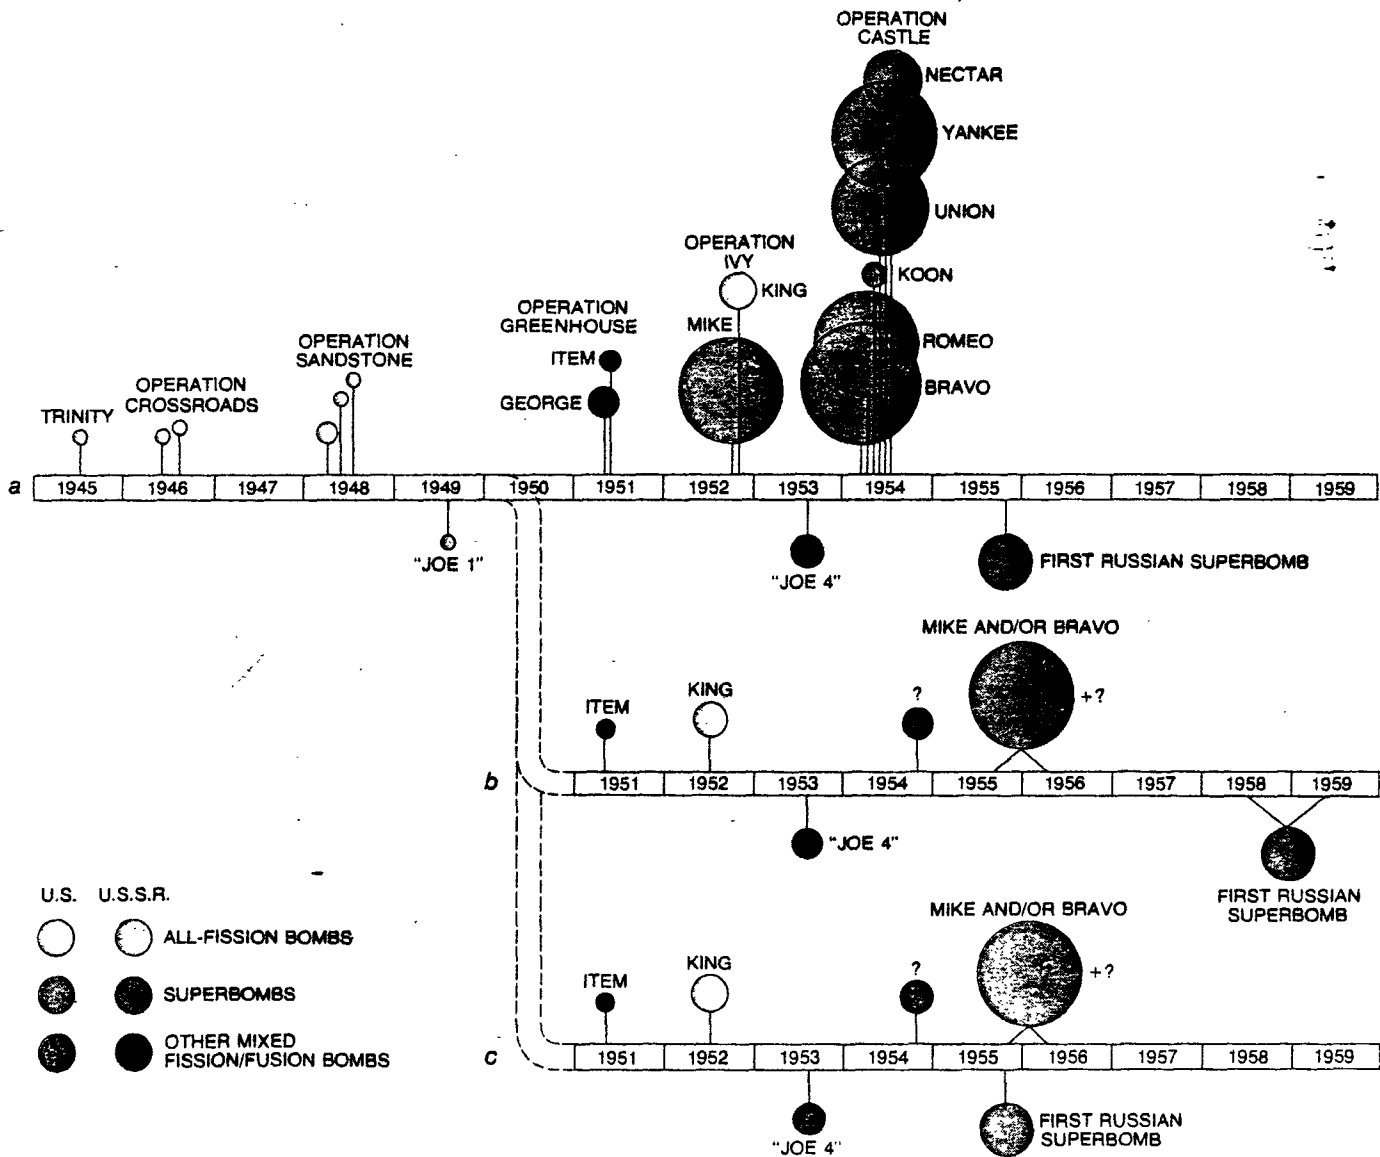 OPERATION
CASTLE
NECTAR
YANKEE
UNION
KOON
ROMEO
BRAVO
OPERATION
IVY
KING
MIKE
OPERATION
GREENHOUSE
ITEM
GEORGE
OPERATION
SANDSTONE
OPERATION
CROSSROADS
TRINITY
a 1945 1946 1947 1948 1949 1950 1951 1952 1953 1954 1955 1956 1957 1958 1959
"JOE 1"
"JOE 4"
FIRST RUSSIAN SUPERBOMB
MIKE AND/OR BRAVO
+?
ITEM
KING
?
b 1951 1952 1953 1954 1955 1956 1957 1958 1959
"JOE 4"
FIRST RUSSIAN
SUPERBOMB
MIKE AND/OR BRAVO
+?
ITEM
KING
?
c 1951 1952 1953 1954 1955 1956 1957 1958 1959
"JOE 4"
FIRST RUSSIAN
SUPERBOMB
U.S. U.S.S.R.
ALL-FISSION BOMBS
SUPERBOMBS
OTHER MIXED
FISSION/FUSION BOMBS